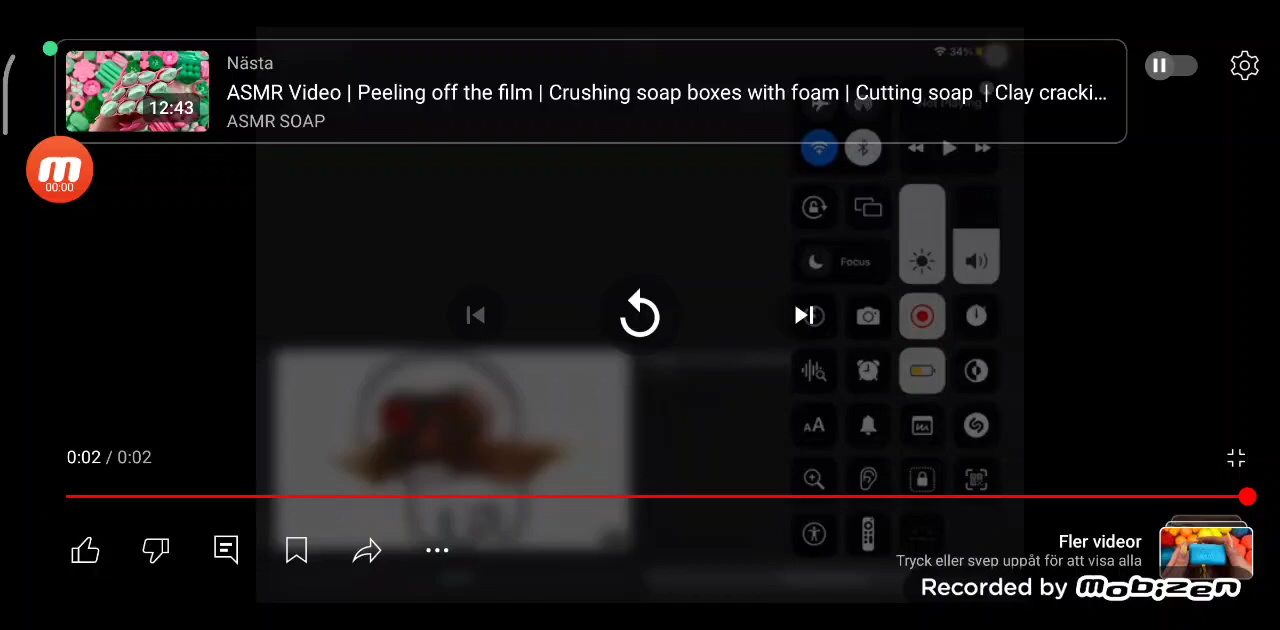 Nästa
34%
ASMR Video | Peeling off the film | Crushing soap boxes with foam | Cutting soap | Clay cracki...
12:43
ASMR SOAP
m
00:00
Focus
AA
0:02 / 0:02
Fler videor
Tryck eller svep uppåt för att visa alla
Recorded by mobizen